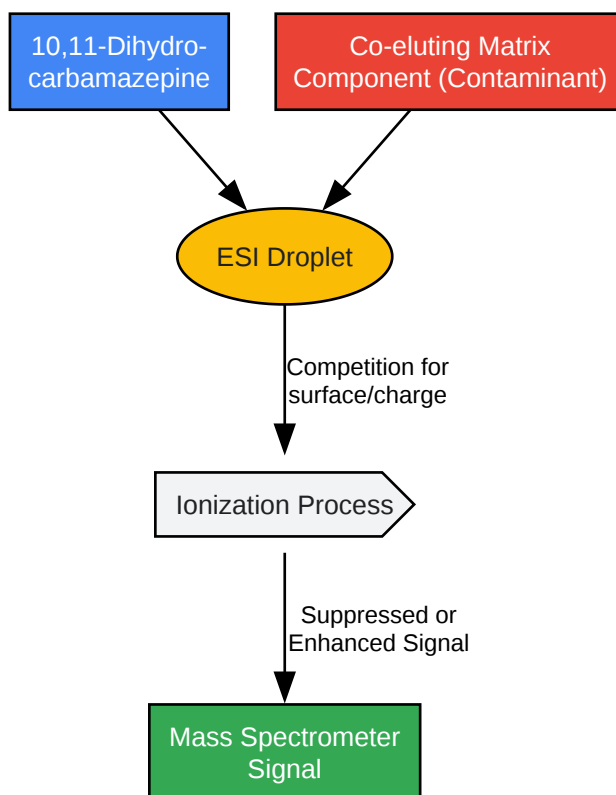 10,11-Dihydro-
carbamazepine
Co-eluting Matrix
Component (Contaminant)
ESI Droplet
Competition for
surface/charge
Ionization Process
Suppressed or
Enhanced Signal
Mass Spectrometer
Signal